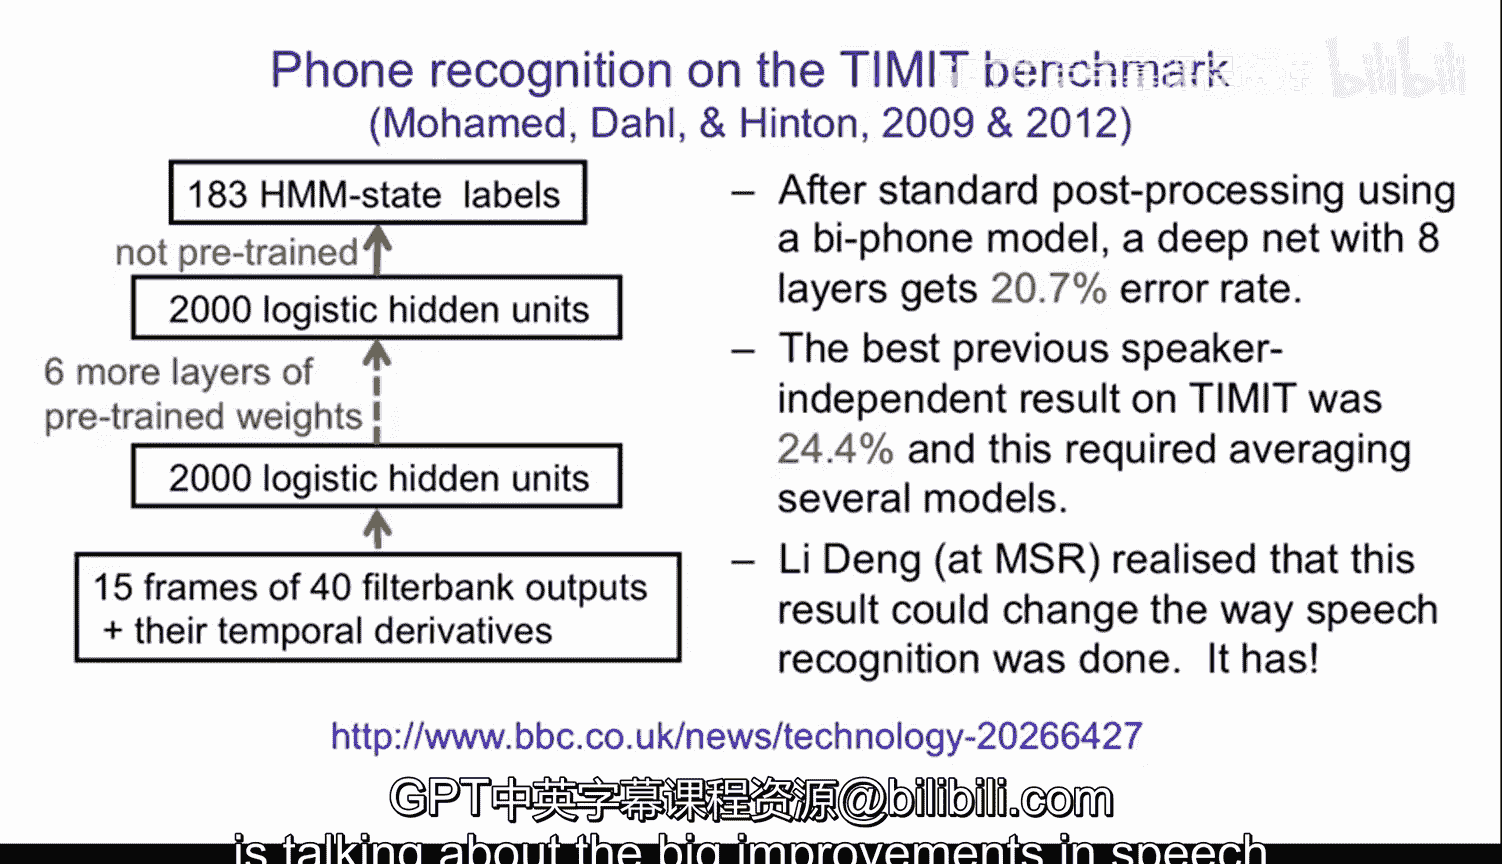 Phone recognition on the TIMIT benchmark
bilibili
(Mohamed, Dahl, & Hinton, 2009 & 2012)
183 HMM-state labels
not pre-trained
2000 logistic hidden units
6 more layers of
pre-trained weights
2000 logistic hidden units
15 frames of 40 filterbank outputs
+ their temporal derivatives
– After standard post-processing using
a bi-phone model, a deep net with 8
layers gets 20.7% error rate.
– The best previous speaker-
independent result on TIMIT was
24.4% and this required averaging
several models.
– Li Deng (at MSR) realised that this
result could change the way speech
recognition was done. It has!
http://www.bbc.co.uk/news/technology-20266427
GPT中英字幕课程资源@bilibili.com
is talking about the big improvements in speech